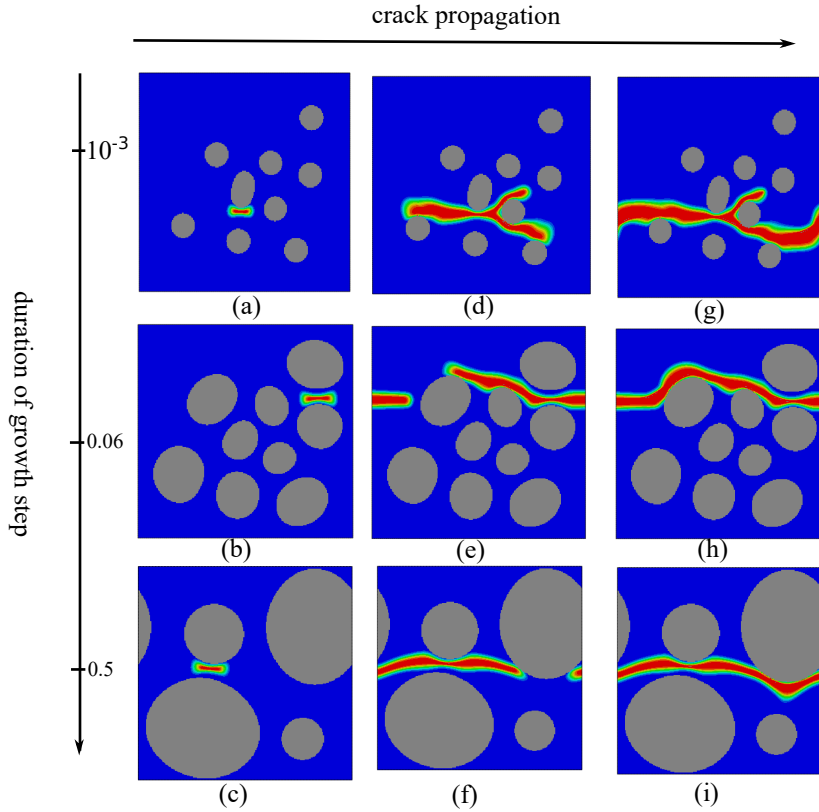 crack propagation
duration of growth step
10-3
(a)
(d)
(g)
0.06
(b)
(e)
(h)
0.5
(c)
(f)
(i)